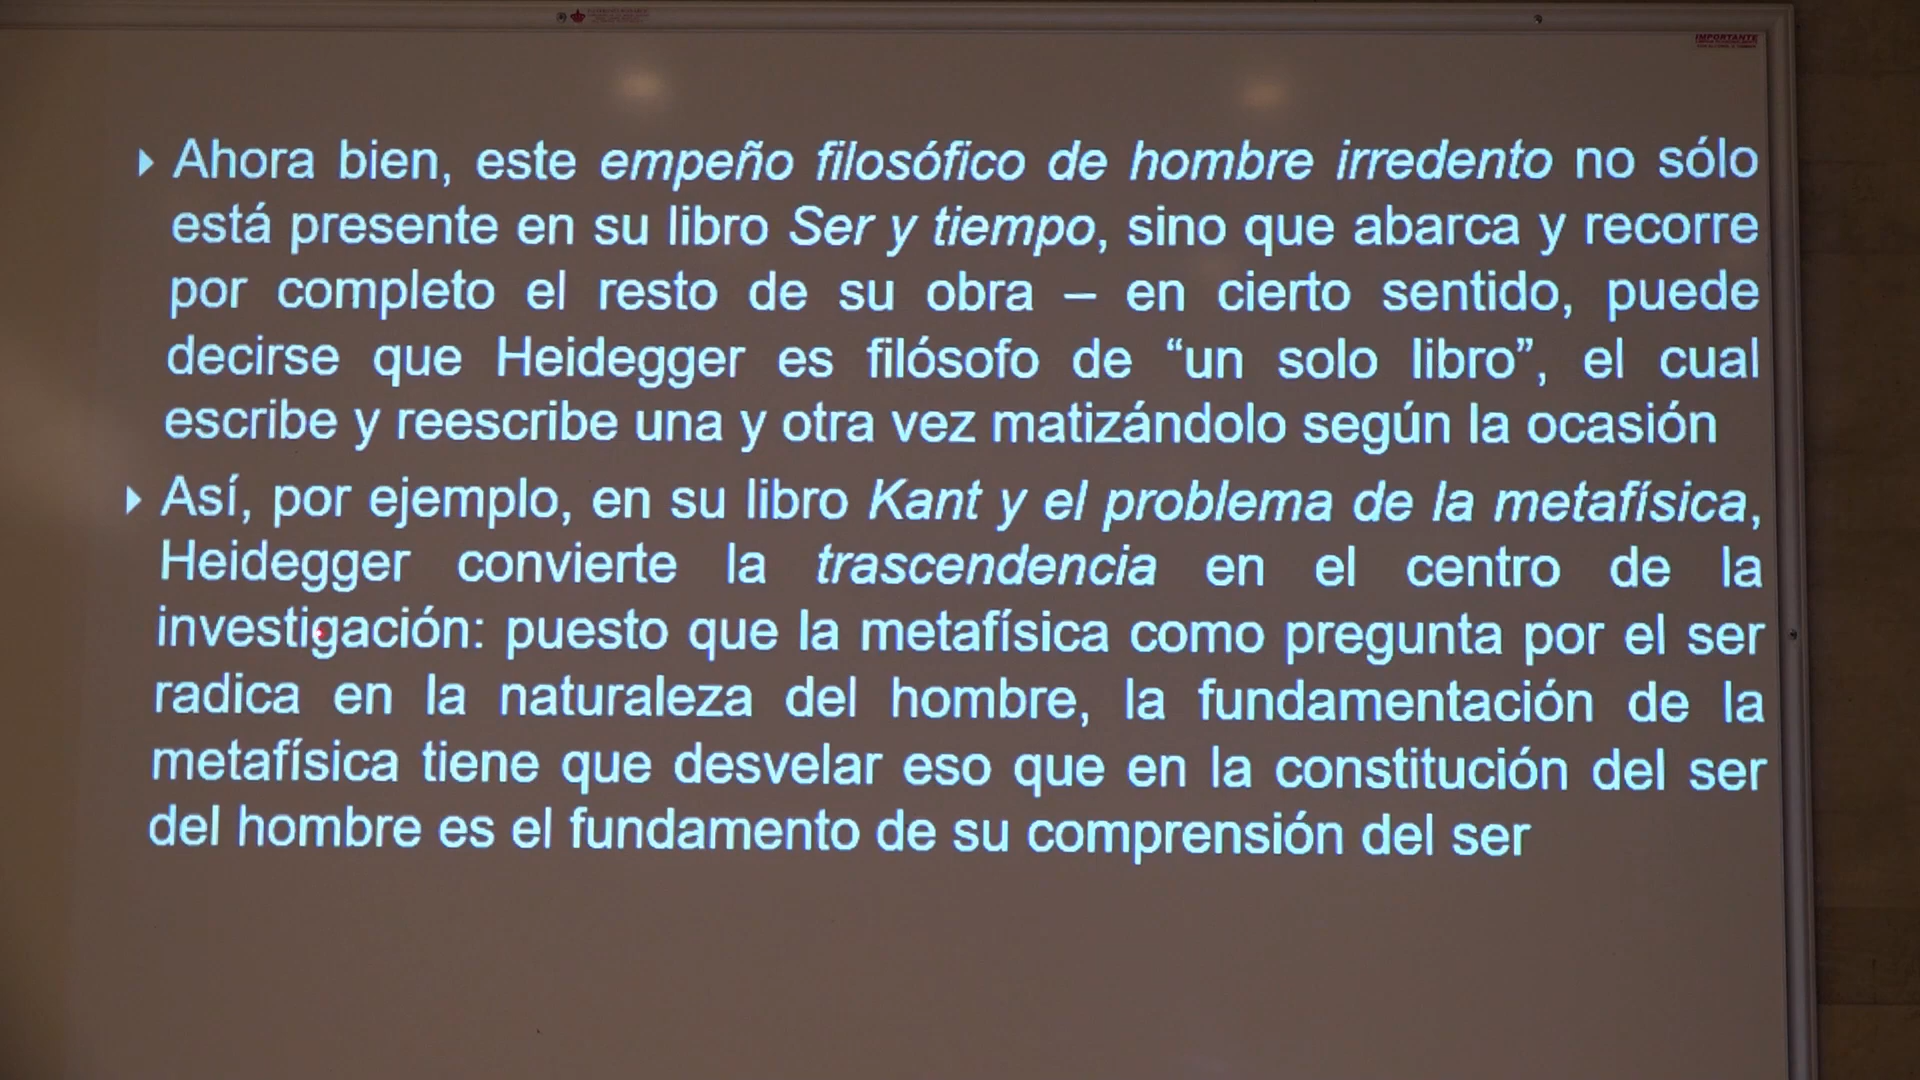 IMPORTANTE
Ahora bien, este empeño filosófico de hombre irredento no sólo
está presente en su libro Ser y tiempo, sino que abarca y recorre
por completo el resto de su obra – en cierto sentido, puede
decirse que Heidegger es filósofo de “un solo libro”, el cual
escribe y reescribe una y otra vez matizándolo según la ocasión
Así, por ejemplo, en su libro Kant y el problema de la metafísica,
Heidegger convierte la trascendencia en el centro de la
investigación: puesto que la metafísica como pregunta por el ser
radica en la naturaleza del hombre, la fundamentación de la
metafísica tiene que desvelar eso que en la constitución del ser
del hombre es el fundamento de su comprensión del ser